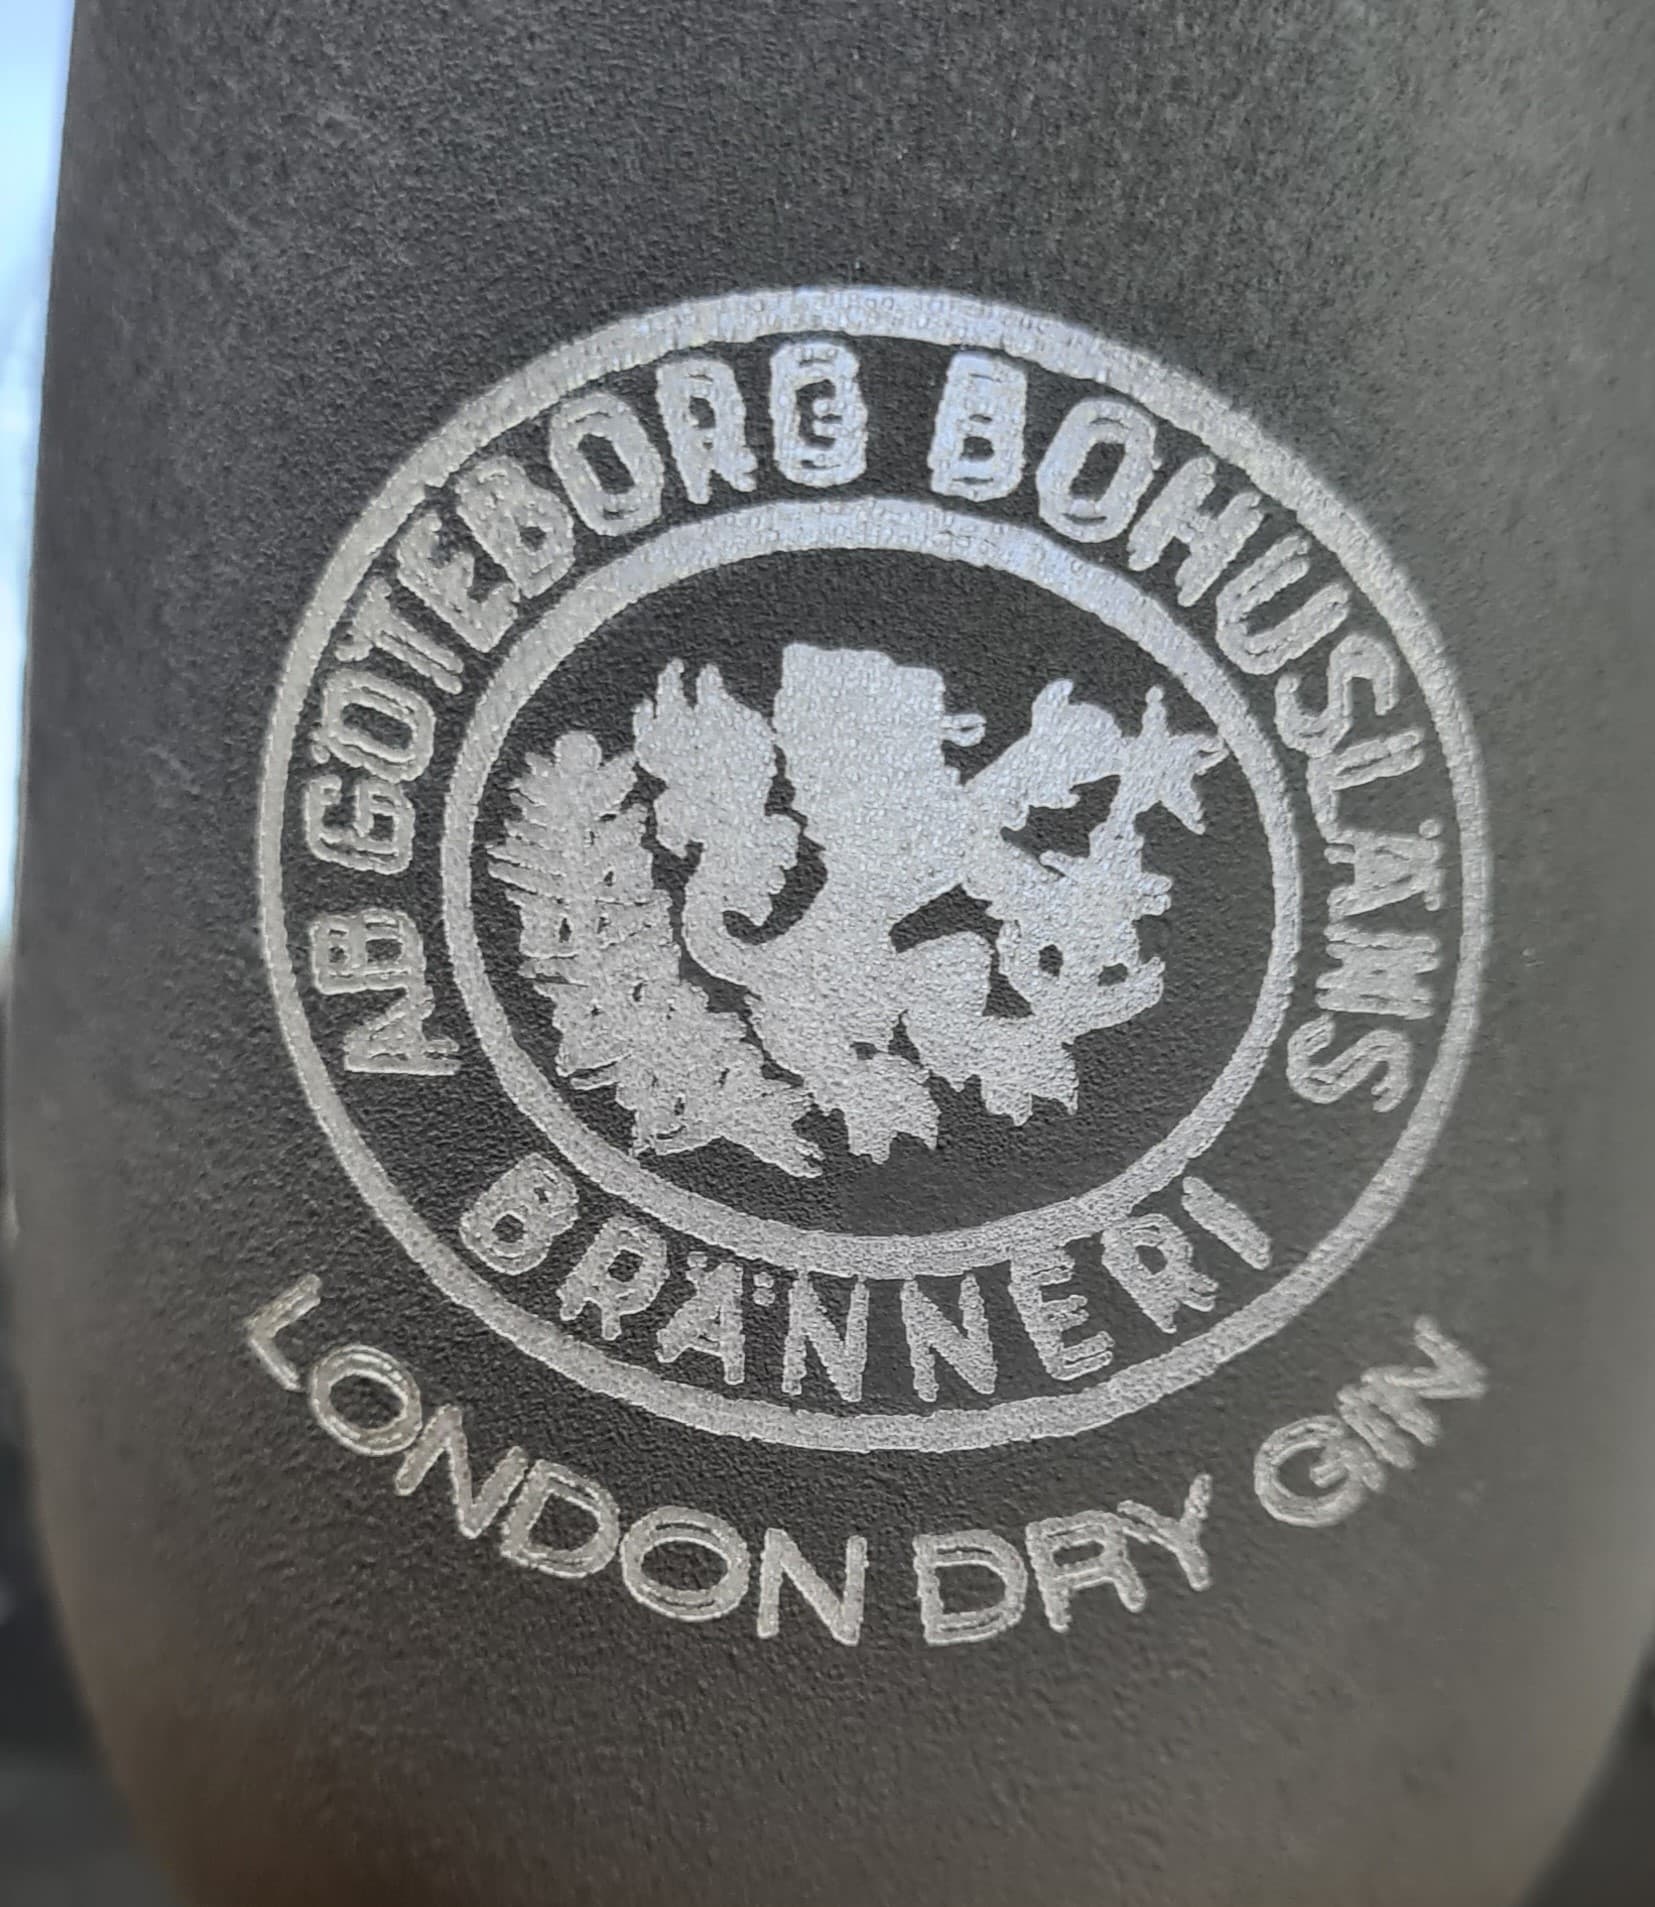 AB GÖTEBORG BOHUSLÄNS
BRÄNNERI
LONDON DRY GIN